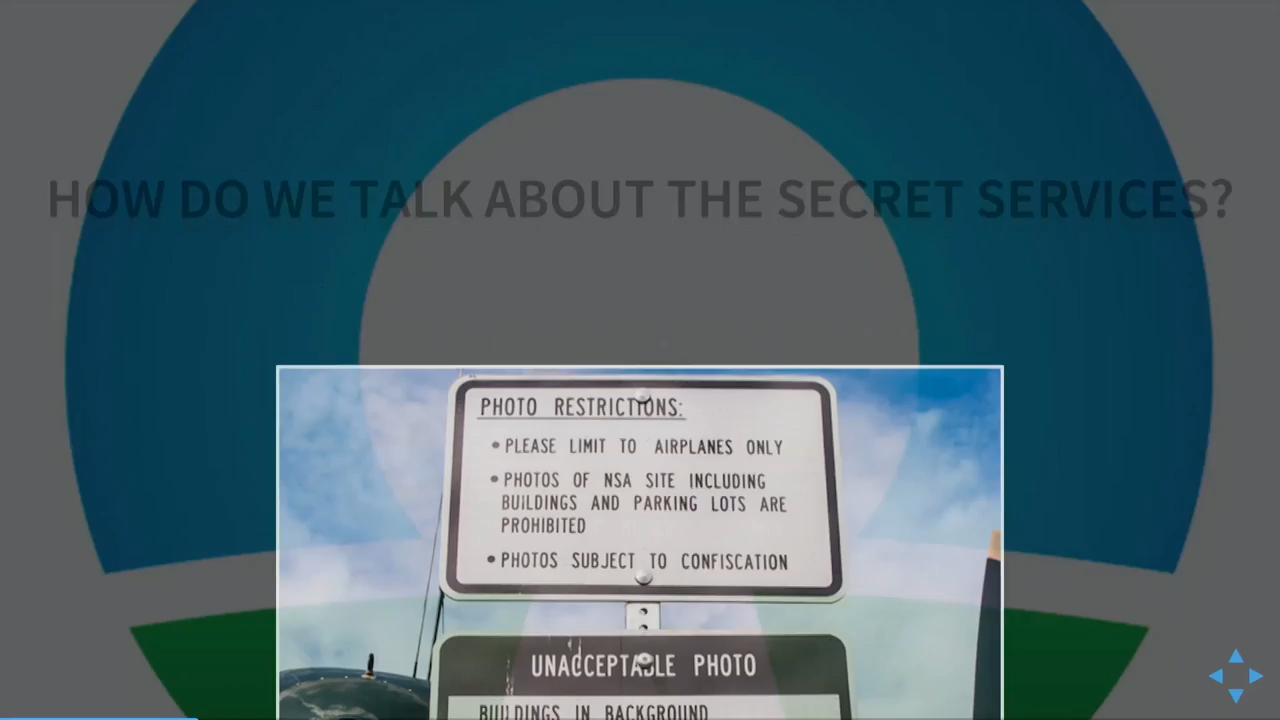 HOW DO WE TALK ABOUT THE SECRET SERVICES?
PHOTO RESTRICTIONS:
• PLEASE LIMIT TO AIRPLANES ONLY
• PHOTOS OF NSA SITE INCLUDING
BUILDINGS AND PARKING LOTS ARE
PROHIBITED
• PHOTOS SUBJECT TO CONFISCATION
UNACCEPTABLE PHOTO
BUILDINGS IN BACKGROUND